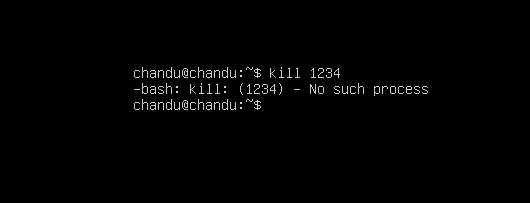 chandu@chandu:~$ kill 1234
-bash: kill: (1234) - No such process
chandu@chandu:~$